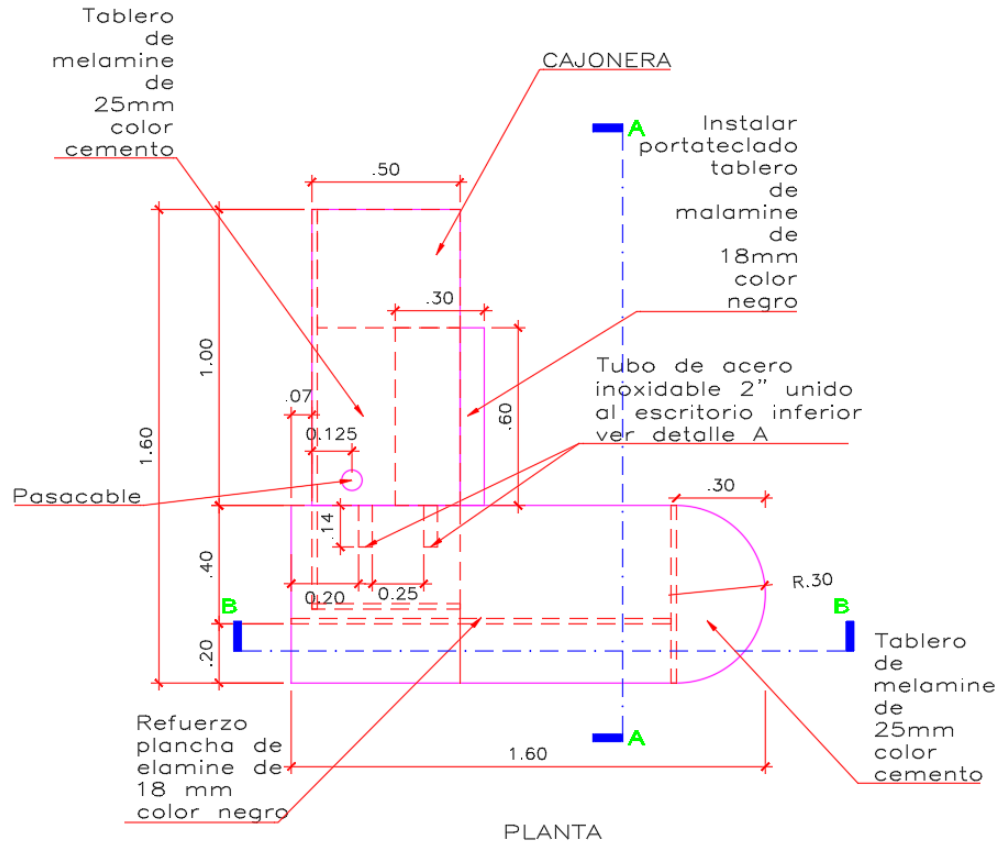 Tablero
de
melamine
de
25mm
color
cemento
CAJONERA
A
Instalar
portateclado
tablero
de
malamine
de
18mm
color
negro
.50
.30
1.00
.07
0.125
.60
1.60
Tubo de acero
inoxidable 2" unido
al escritorio inferior
ver detalle A
Pasacable
.30
.14
.40
0.20
0.25
R.30
B
B
.20
Tablero
de
melamine
de
25mm
color
cemento
Refuerzo
plancha de
elamine de
18 mm
color negro
A
1.60
PLANTA